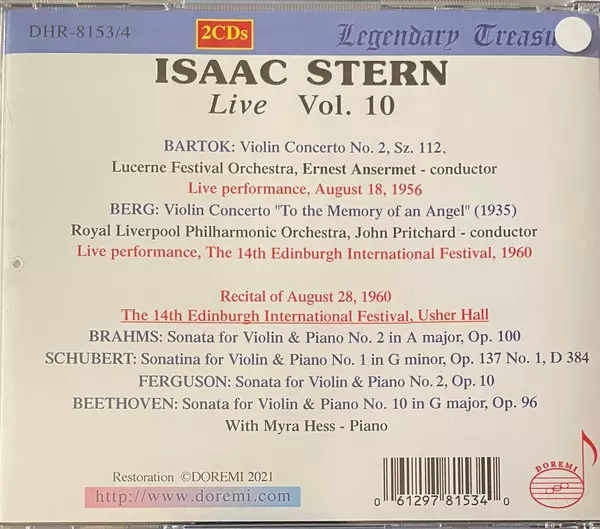 DHR-8153/4
2CDs
Legendary
ISAAC STERN
Live Vol. 10
BARTOK: Violin Concerto No. 2, Sz. 112,
Lucerne Festival Orchestra, Ernest Ansermet - conductor
Live performance, August 18, 1956
BERG: Violin Concerto "To the Memory of an Angel" (1935)
Royal Liverpool Philharmonic Orchestra, John Pritchard - conductor
Live performance, The 14th Edinburgh International Festival, 1960
Recital of August 28, 1960
The 14th Edinburgh International Festival, Usher Hall
BRAHMS: Sonata for Violin & Piano No. 2 in A major, Op. 100
SCHUBERT: Sonatina for Violin & Piano No. 1 in G minor, Op. 137 No. 1, D 384
FERGUSON: Sonata for Violin & Piano No. 2, Op. 10
BEETHOVEN: Sonata for Violin & Piano No. 10 in G major, Op. 96
With Myra Hess - Piano
Restoration ©DOREMI 2021
http://www.doremi.com/
0 61297 81534 0
DOREMI